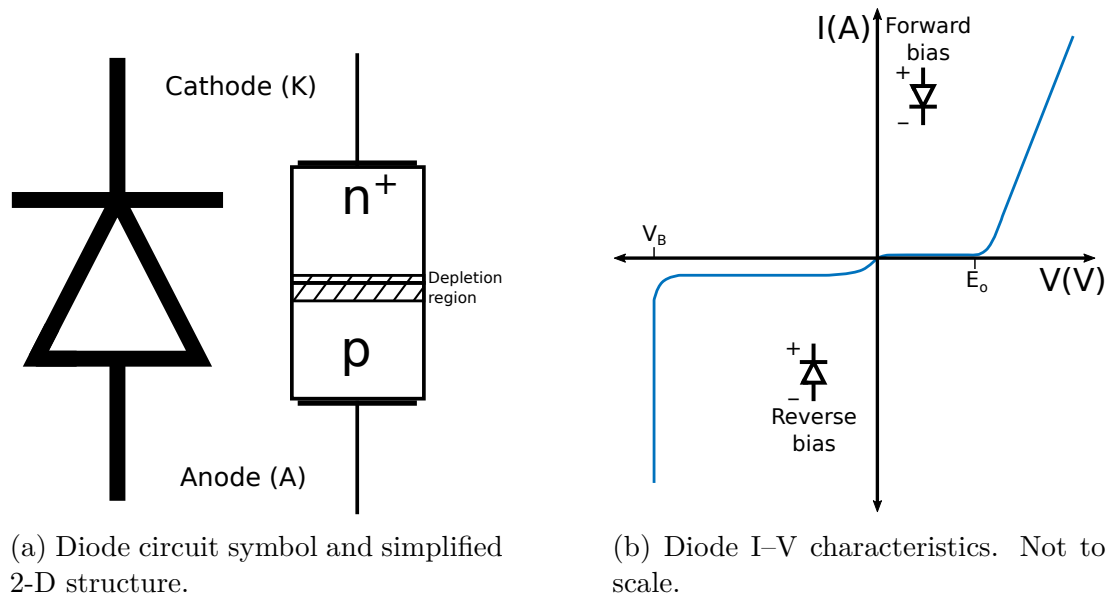 Cathode (K)
n+
Depletion
region
p
Anode (A)
(a) Diode circuit symbol and simplified
2-D structure.
I(A)
Forward
bias
+
–
V_B
E_o
V(V)
+
–
Reverse
bias
(b) Diode I–V characteristics. Not to
scale.